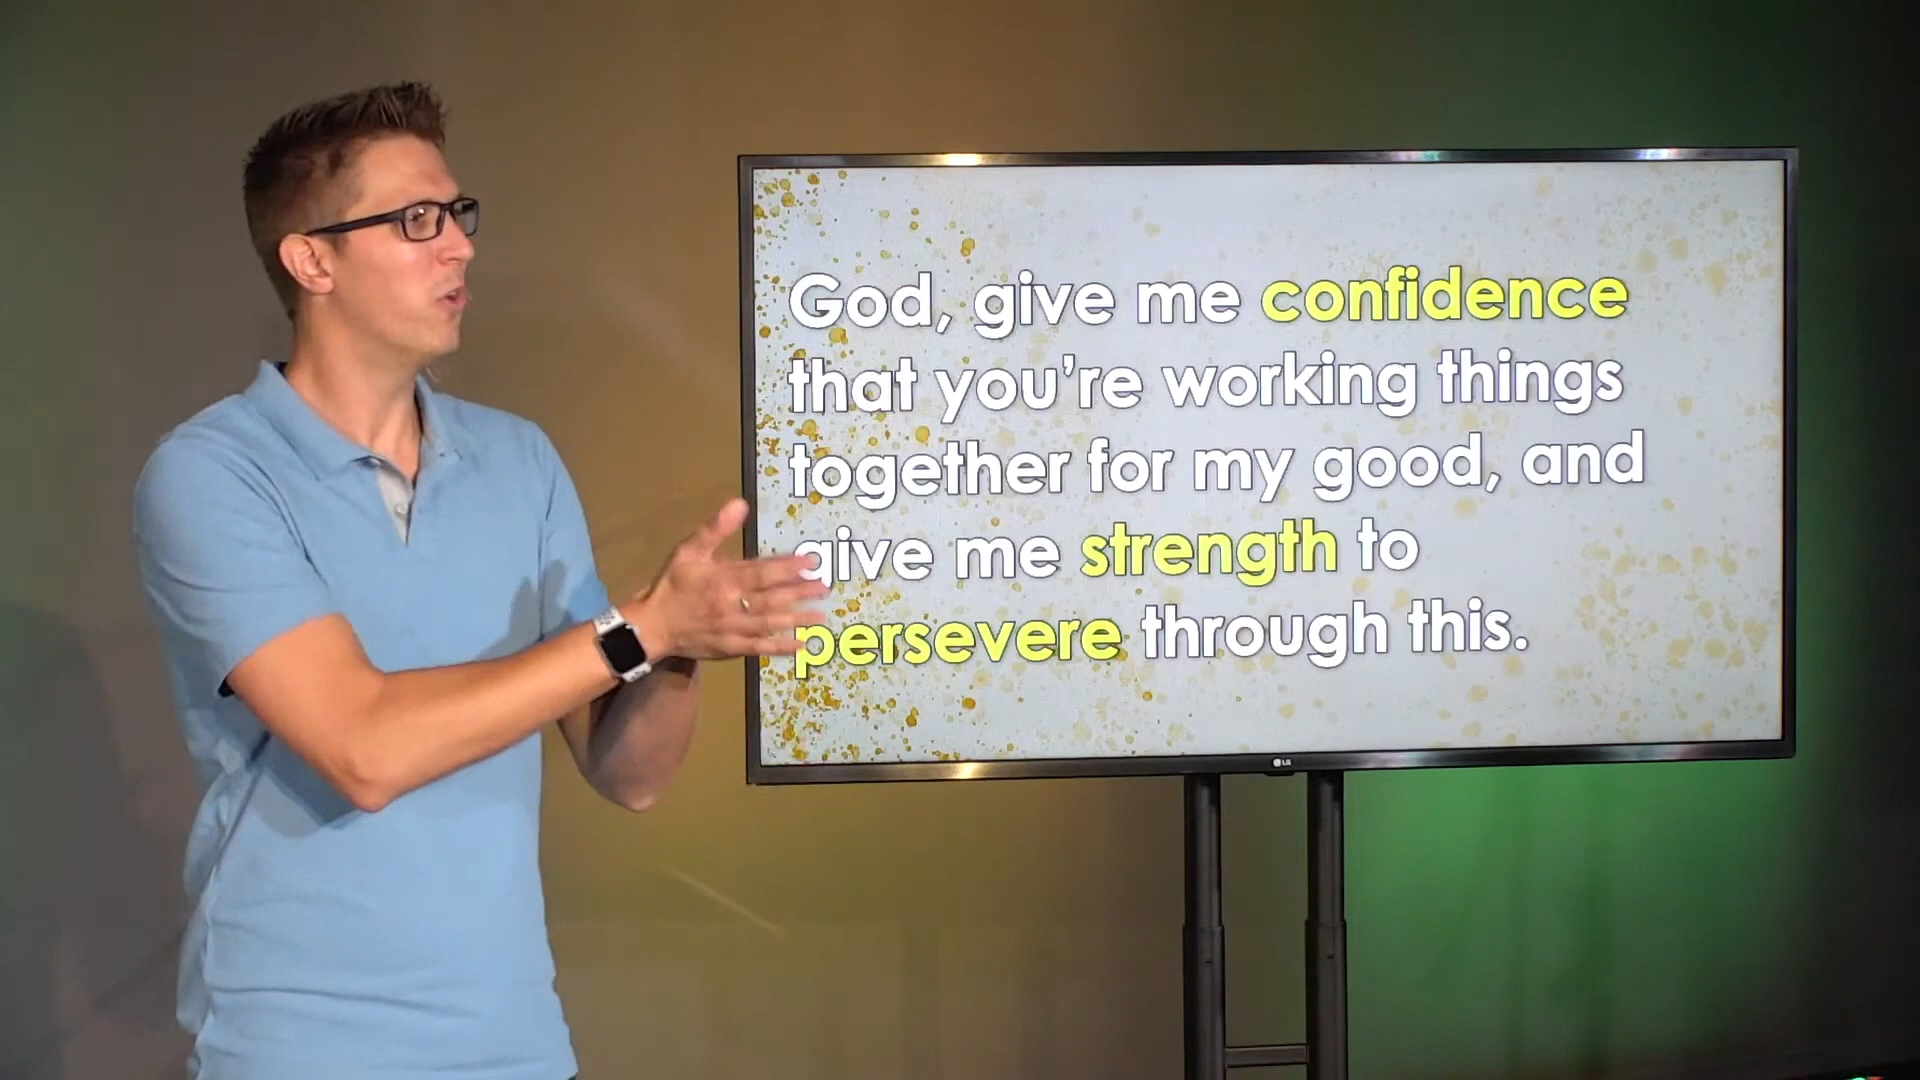 God, give me confidence
that you're working things
together for my good, and
give me strength to
persevere through this.
LG